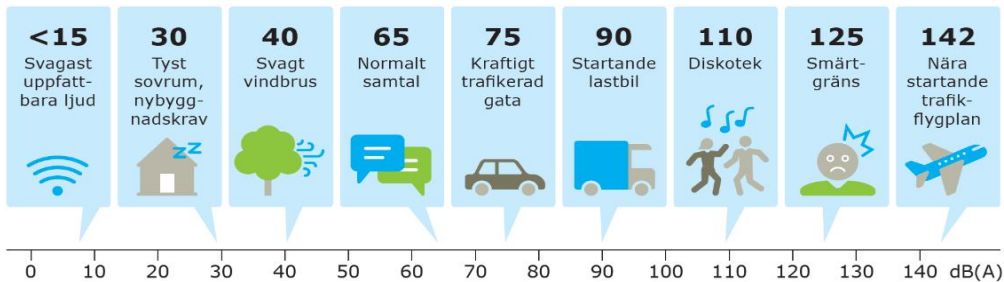 <15
Svagast
uppfatt-
bara ljud
30
Tyst
sovrum,
nybygg-
nadskrav
zz
40
Svagt
vindbrus
65
Normalt
samtal
75
Kraftigt
trafikerad
gata
90
Startande
lastbil
110
Diskotek
125
Smärt-
gräns
142
Nära
startande
trafik-
flygplan
0 10 20 30 40 50 60 70 80 90 100 110 120 130 140 dB(A)